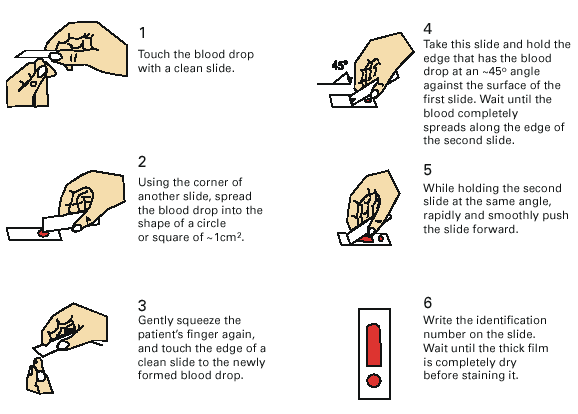 1
Touch the blood drop
with a clean slide.
2
Using the corner of
another slide, spread
the blood drop into the
shape of a circle
or square of ~1cm².
3
Gently squeeze the
patient's finger again,
and touch the edge of a
clean slide to the newly
formed blood drop.
4
Take this slide and hold the
edge that has the blood
drop at an ~45º angle
against the surface of the
first slide. Wait until the
blood completely
spreads along the edge of
the second slide.
45°
5
While holding the second
slide at the same angle,
rapidly and smoothly push
the slide forward.
6
Write the identification
number on the slide.
Wait until the thick film
is completely dry
before staining it.